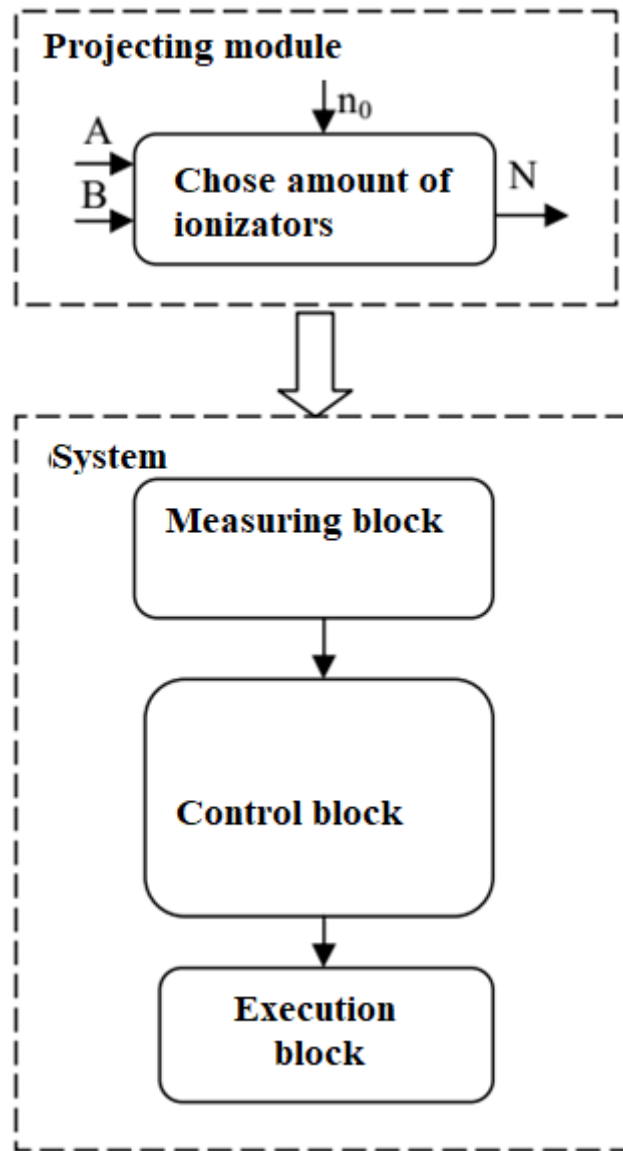 Projecting module
n₀
A
Chose amount of
N
B
ionizators
System
Measuring block
Control block
Execution
block